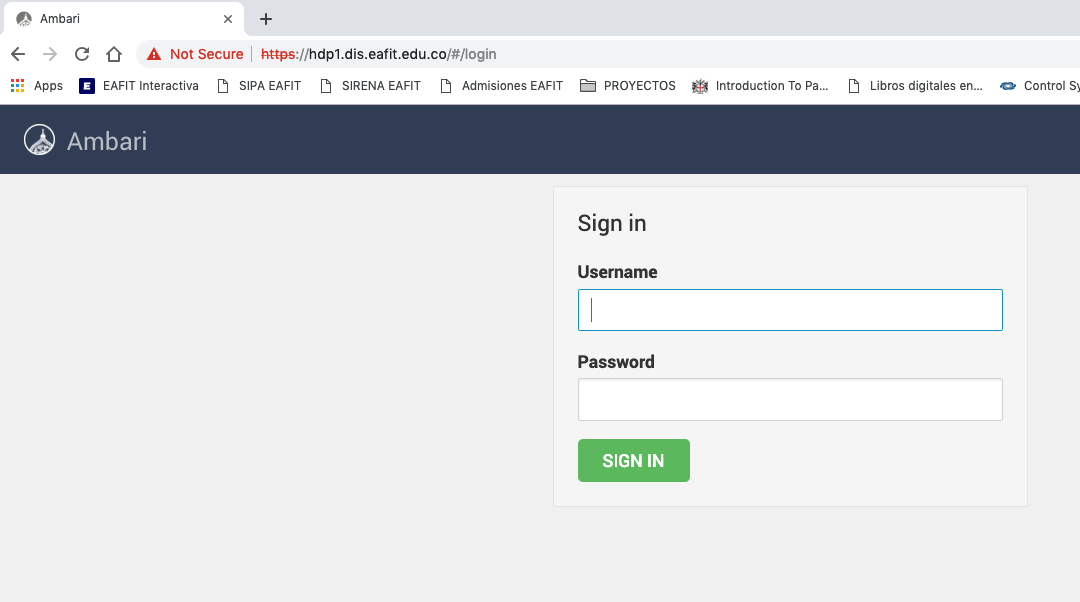 Ambari
Not Secure https://hdp1.dis.eafit.edu.co/#/login
Apps E EAFIT Interactiva SIPA EAFIT SIRENA EAFIT Admisiones EAFIT PROYECTOS Introduction To Pa... Libros digitales en... Control Sy
Ambari
Sign in
Username
Password
SIGN IN